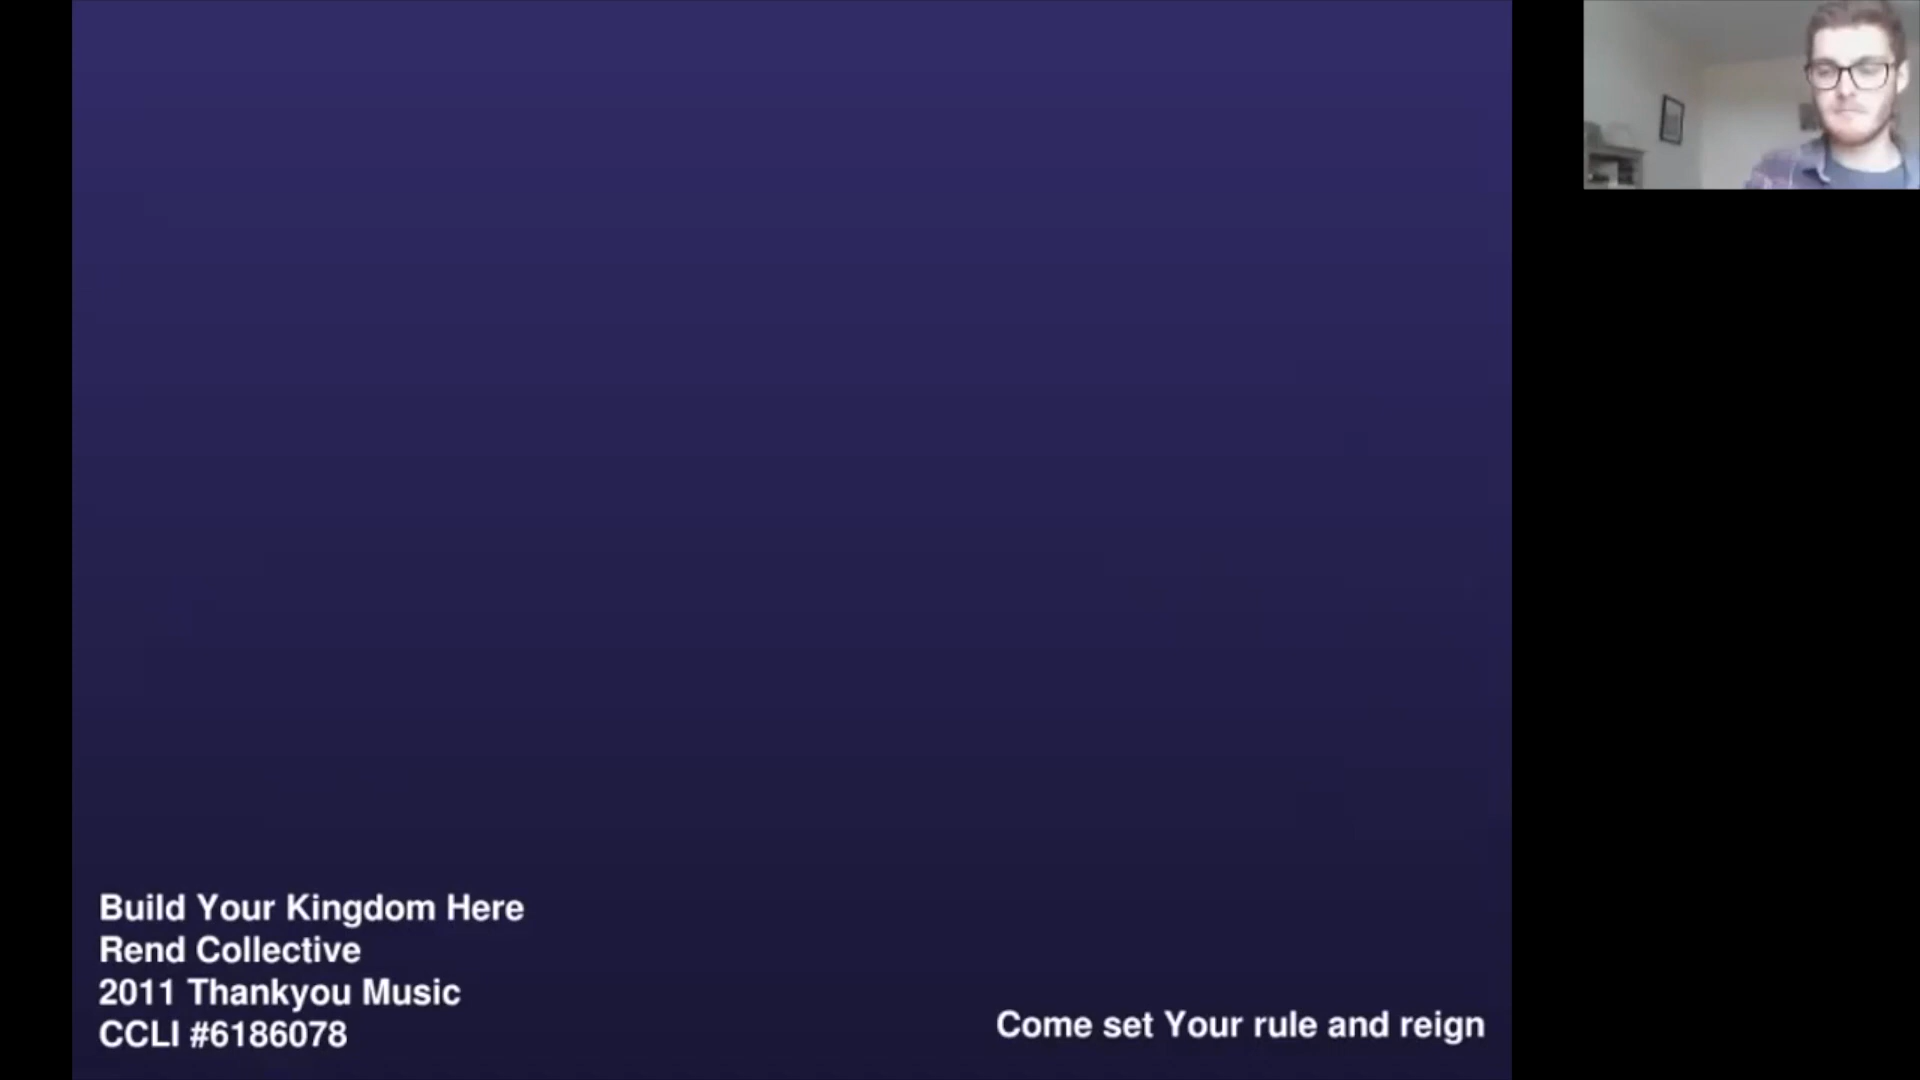 Build Your Kingdom Here
Rend Collective
2011 Thankyou Music
CCLI #6186078
Come set Your rule and reign